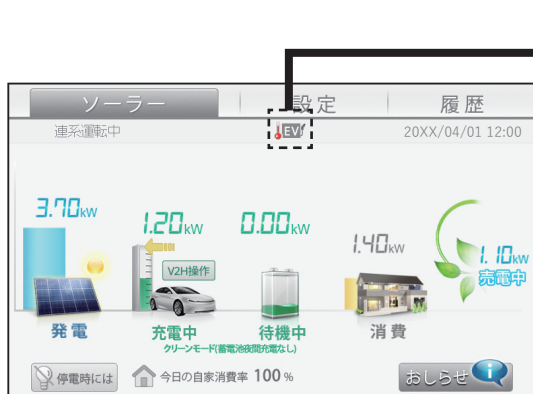 ソーラー
設定
履歴
連系運転中
EV
20XX/04/01 12:00
3.70kW
1.20kW
0.00kW
1.40kW
1.10kW
充電中
V2H操作
発電
充電中
待機中
消費
クリーンモード(蓄電池夜間充電なし)
停電時には
今日の自家消費率 100 %
おしらせ